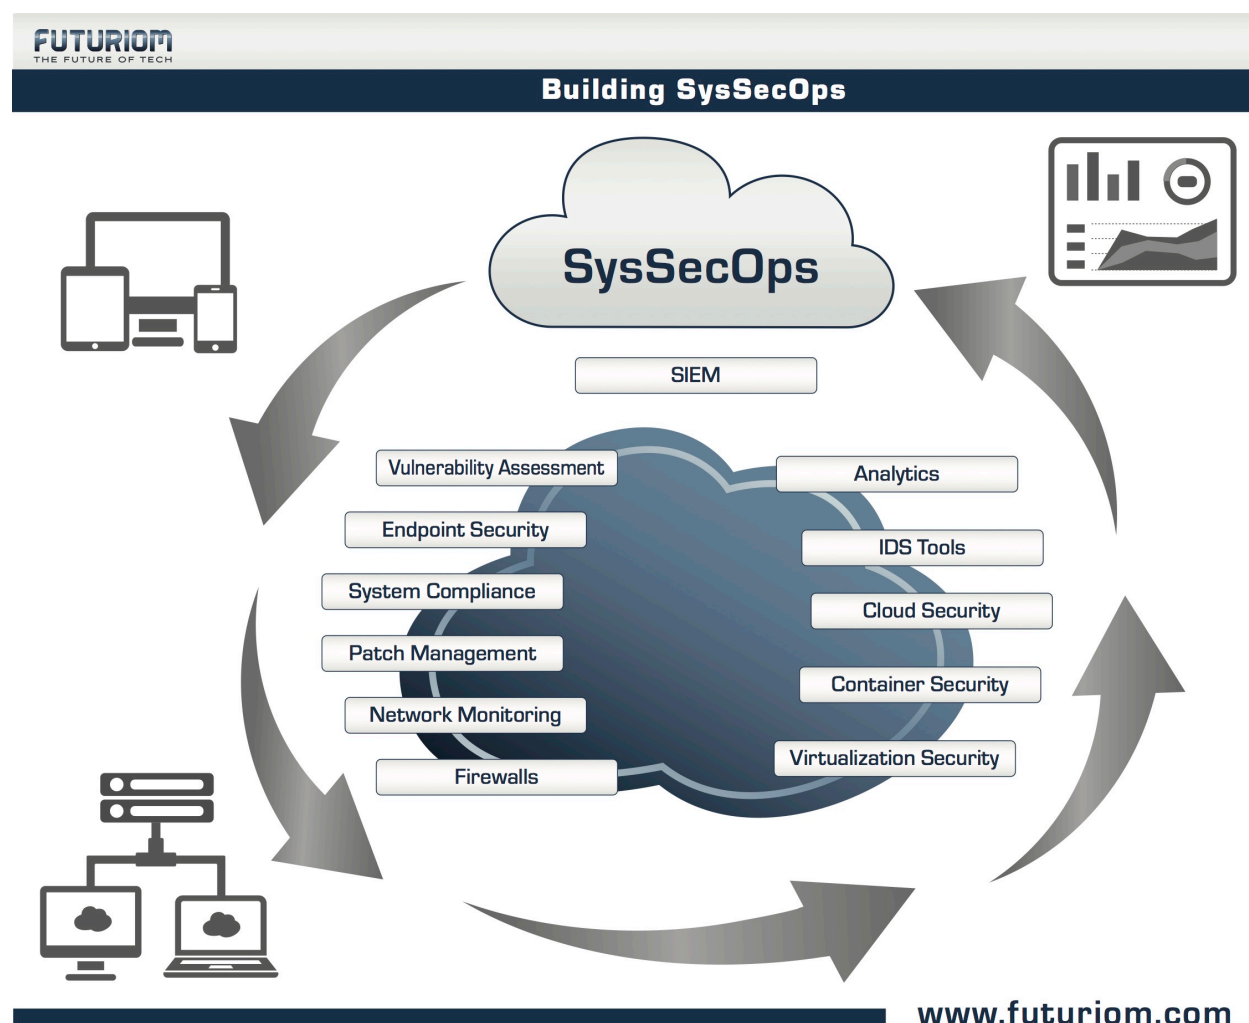 FUTURIOM
THE FUTURE OF TECH
Building SysSecOps
SysSecOps
SIEM
Vulnerability Assessment
Endpoint Security
System Compliance
Patch Management
Network Monitoring
Firewalls
Analytics
IDS Tools
Cloud Security
Container Security
Virtualization Security
www.futuriom.com